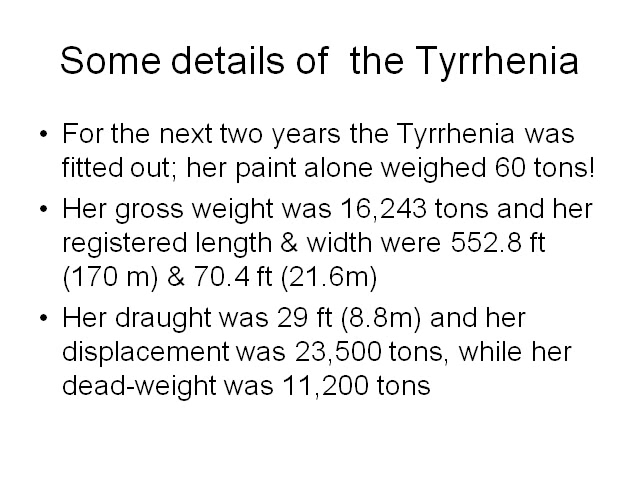 Some details of  the Tyrrhenia
• For the next two years the Tyrrhenia was
fitted out; her paint alone weighed 60 tons!
• Her gross weight was 16,243 tons and her
registered length & width were 552.8 ft
(170 m) & 70.4 ft (21.6m)
• Her draught was 29 ft (8.8m) and her
displacement was 23,500 tons, while her
dead-weight was 11,200 tons